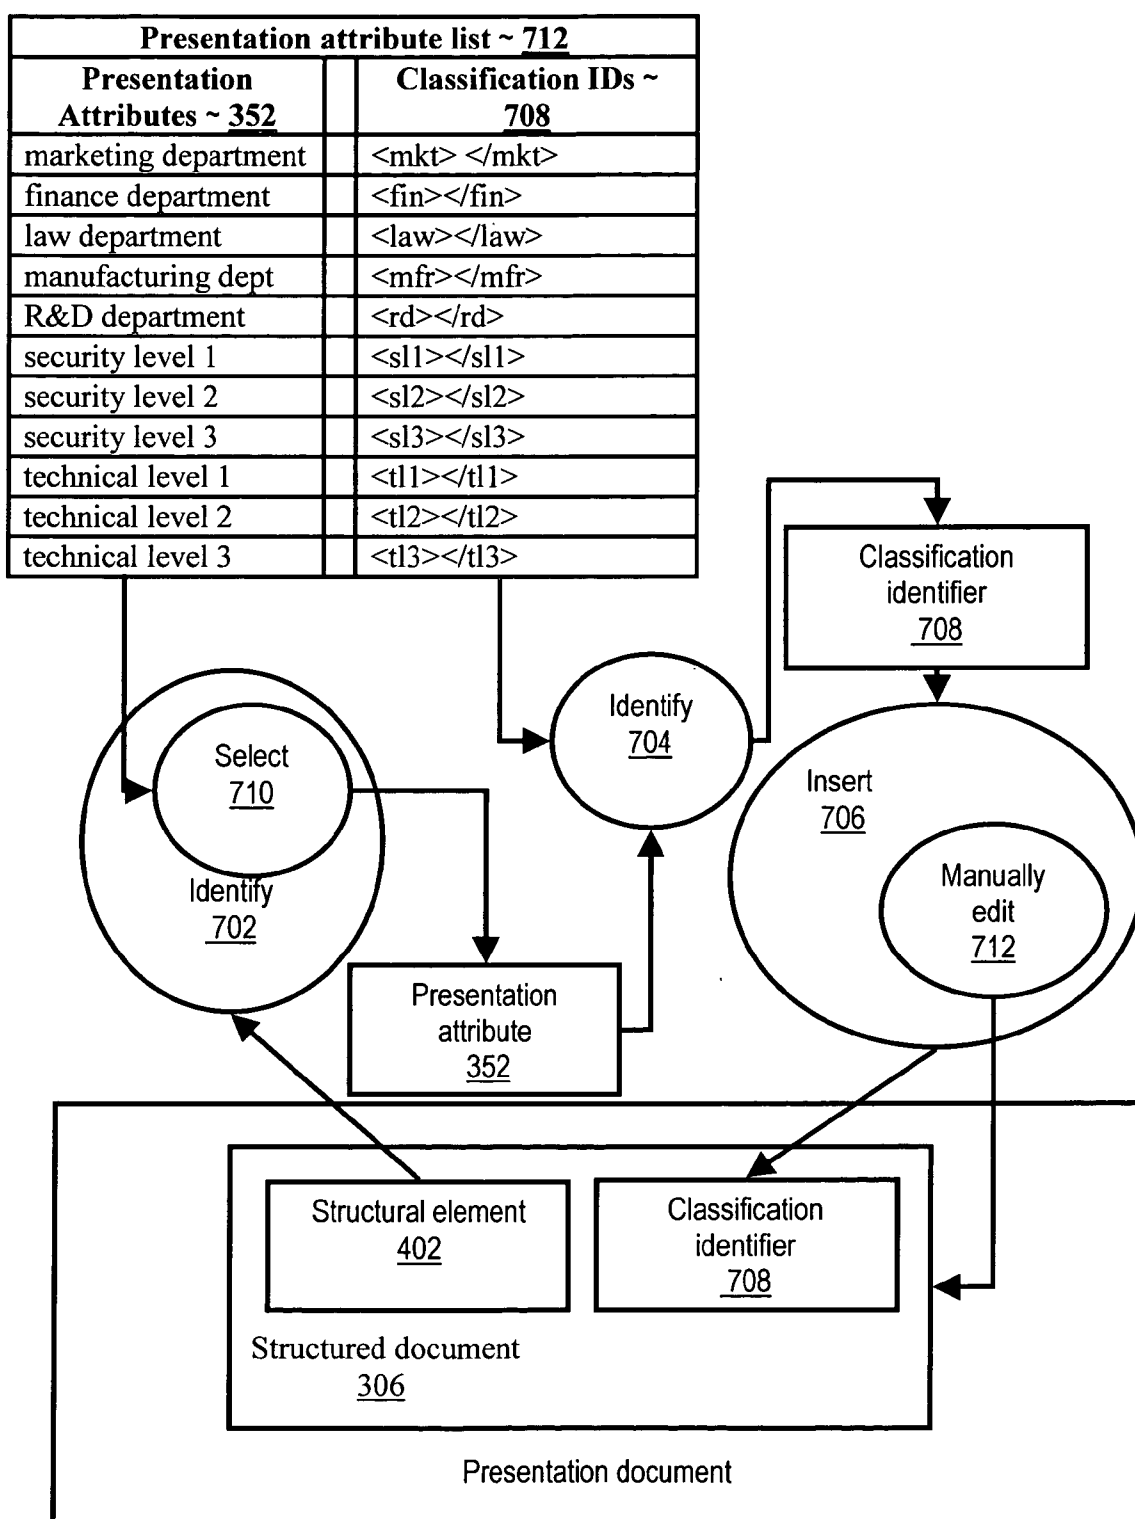 Presentation attribute list ~ 712
Presentation Attributes ~ 352
Classification IDs ~ 708
marketing department <mkt> </mkt>
finance department <fin></fin>
law department <law></law>
manufacturing dept <mfr></mfr>
R&D department <rd></rd>
security level 1 <sl1></sl1>
security level 2 <sl2></sl2>
security level 3 <sl3></sl3>
technical level 1 <tl1></tl1>
technical level 2 <tl2></tl2>
technical level 3 <tl3></tl3>
Classification
identifier
708
Identify
704
Select
710
Identify
702
Insert
706
Manually
edit
712
Presentation
attribute
352
Structural element
402
Classification
identifier
708
Structured document
306
Presentation document